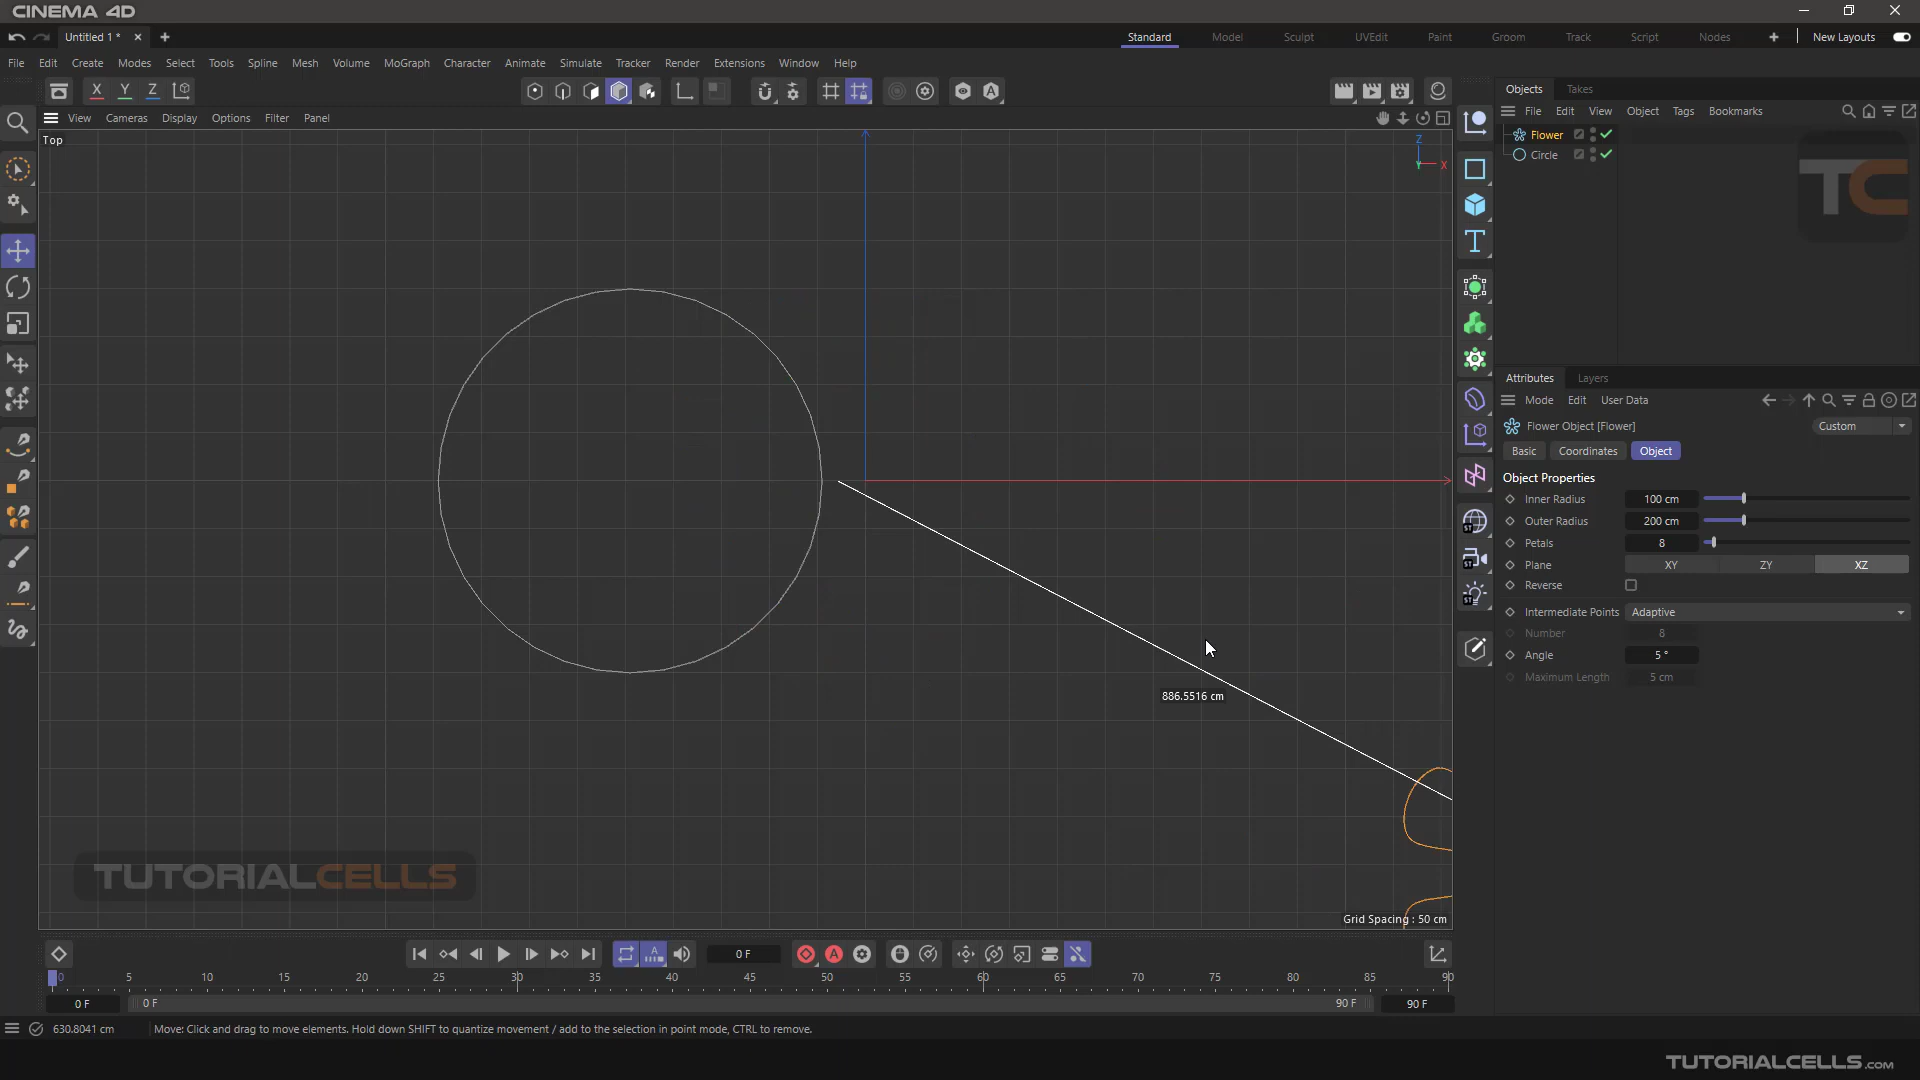 CINEMA 4D
Untitled 1 *
Standard Model Sculpt UVEdit Paint Groom Track Script Nodes New Layouts
File Edit Create Modes Select Tools Spline Mesh Volume MoGraph Character Animate Simulate Tracker Render Extensions Window Help
X Y Z
Objects Takes
File Edit View Object Tags Bookmarks
View Cameras Display Options Filter Panel
Top
Z
Y X
Flower
Circle
TC
Attributes Layers
Mode Edit User Data
Flower Object [Flower]
Custom
Basic Coordinates Object
Object Properties
Inner Radius 100 cm
Outer Radius 200 cm
Petals 8
Plane XY ZY XZ
Reverse
Intermediate Points Adaptive
Number 8
Angle 5 °
Maximum Length 5 cm
886.5516 cm
TUTORIALCELLS
Grid Spacing : 50 cm
0 F
0 5 10 15 20 25 30 35 40 45 50 55 60 65 70 75 80 85 90
0 F 0 F 90 F 90 F
630.8041 cm Move: Click and drag to move elements. Hold down SHIFT to quantize movement / add to the selection in point mode, CTRL to remove.
TUTORIALCELLS.COM